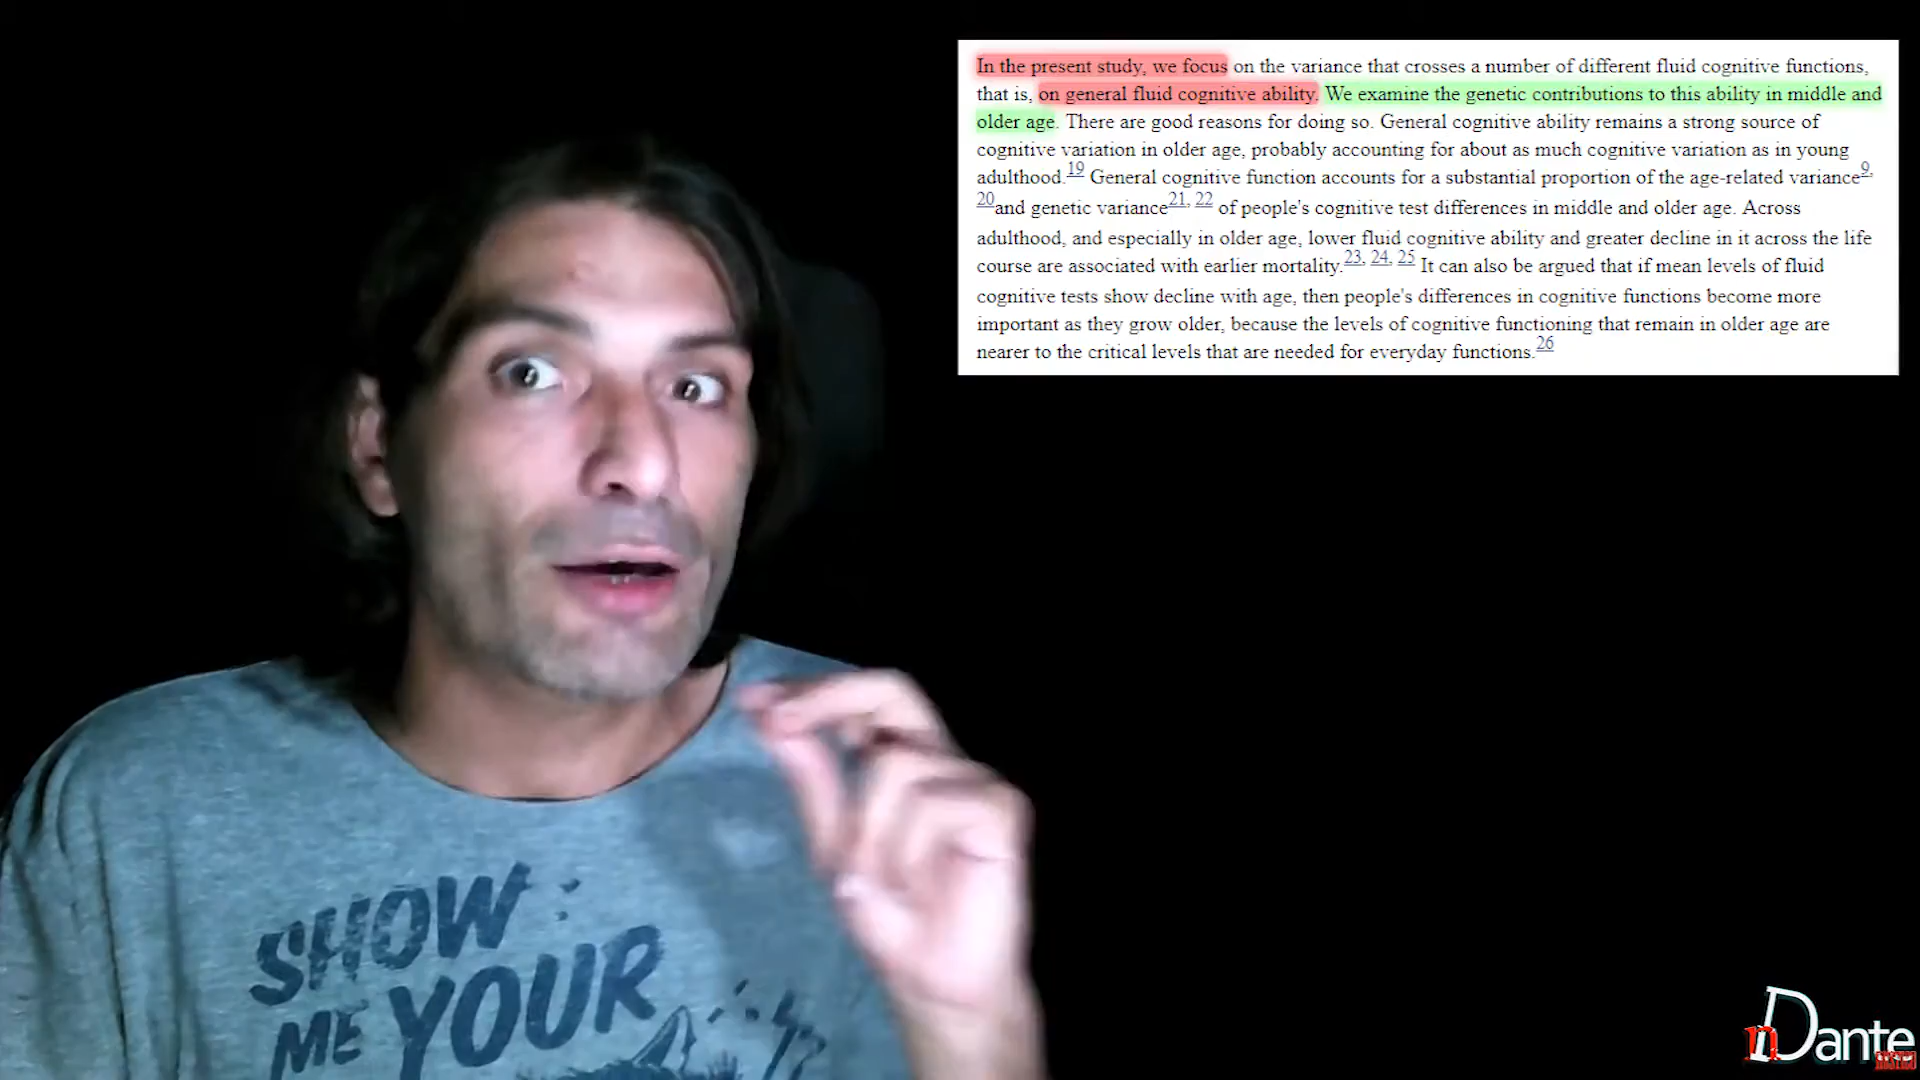 In the present study, we focus on the variance that crosses a number of different fluid cognitive functions,
that is, on general fluid cognitive ability. We examine the genetic contributions to this ability in middle and
older age. There are good reasons for doing so. General cognitive ability remains a strong source of
cognitive variation in older age, probably accounting for about as much cognitive variation as in young
adulthood.19 General cognitive function accounts for a substantial proportion of the age-related variance9,
20and genetic variance21, 22 of people's cognitive test differences in middle and older age. Across
adulthood, and especially in older age, lower fluid cognitive ability and greater decline in it across the life
course are associated with earlier mortality.23, 24, 25 It can also be argued that if mean levels of fluid
cognitive tests show decline with age, then people's differences in cognitive functions become more
important as they grow older, because the levels of cognitive functioning that remain in older age are
nearer to the critical levels that are needed for everyday functions.26
SHOW
ME YOUR
nDante